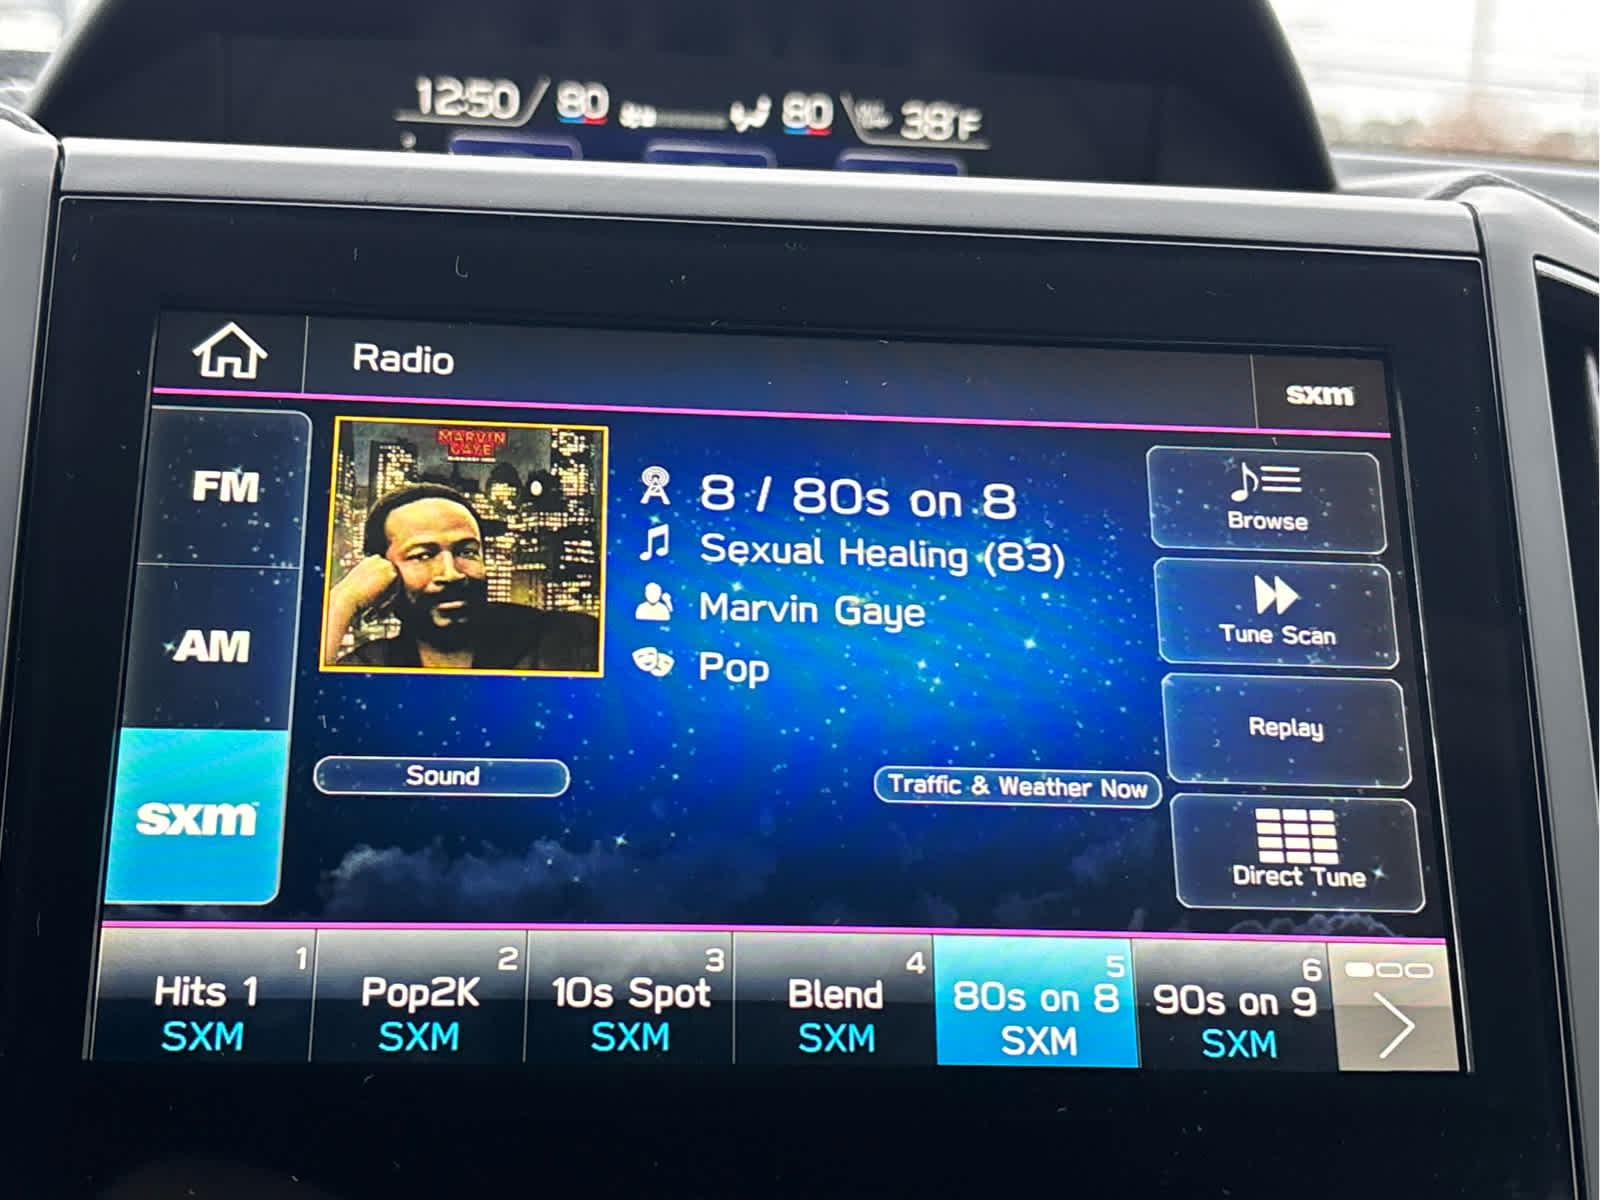 12:50 80 80 38°F
Radio
sxm
FM
AM
sxm
MARVIN
GAYE
8 / 80s on 8
Sexual Healing (83)
Marvin Gaye
Pop
Sound
Traffic & Weather Now
Browse
Tune Scan
Replay
Direct Tune
1
Hits 1
SXM
2
Pop2K
SXM
3
10s Spot
SXM
4
Blend
SXM
5
80s on 8
SXM
6
90s on 9
SXM